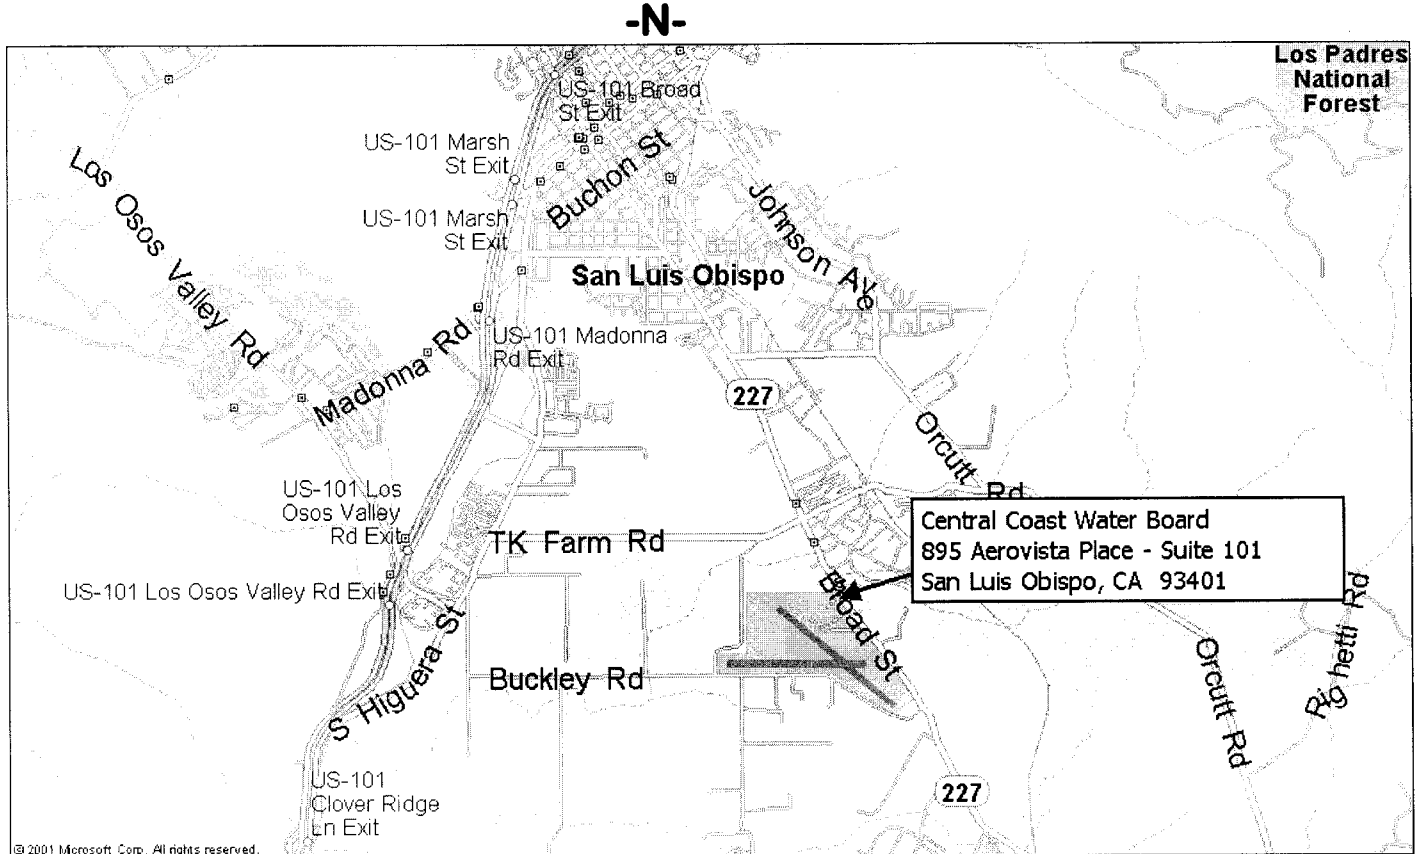 -N-
Los Padres
National
Forest
US-101 Broad
St Exit
US-101 Marsh
St Exit
Buchon St
Los Osos Valley Rd
Johnson Ave
US-101 Marsh
St Exit
San Luis Obispo
Madonna Rd
US-101 Madonna
Rd Exit
227
Orcutt Rd
US-101 Los
Osos Valley
Rd Exit
TK Farm Rd
Central Coast Water Board
895 Aerovista Place - Suite 101
San Luis Obispo, CA 93401
US-101 Los Osos Valley Rd Exit
Broad St
S Higuera St
Buckley Rd
Orcutt Rd
Righetti Rd
US-101
Clover Ridge
Ln Exit
227
© 2001 Microsoft Corp. All rights reserved.